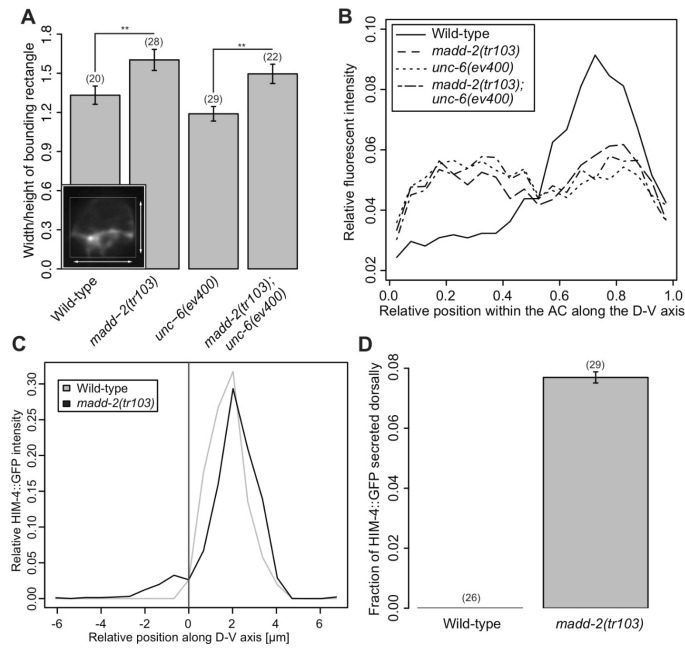 A
Width/height of bounding rectangle
0.0 0.3 0.6 0.9 1.2 1.5 1.8
**
**
(20)
(28)
(29)
(22)
Wild-type
madd−2(tr103)
unc−6(ev400)
madd-2(tr103);
unc-6(ev400)
B
Relative fluorescent intensity
0.02 0.04 0.06 0.08 0.10
Wild-type
madd-2(tr103)
unc-6(ev400)
madd-2(tr103);
unc-6(ev400)
0.0 0.2 0.4 0.6 0.8 1.0
Relative position within the AC along the D-V axis
C
Relative HIM-4::GFP intensity
0.00 0.05 0.10 0.15 0.20 0.25 0.30
Wild-type
madd-2(tr103)
-6 -4 -2 0 2 4 6
Relative position along D-V axis [µm]
D
Fraction of HIM-4::GFP secreted dorsally
0.00 0.02 0.04 0.06 0.08
(26)
(29)
Wild-type
madd-2(tr103)